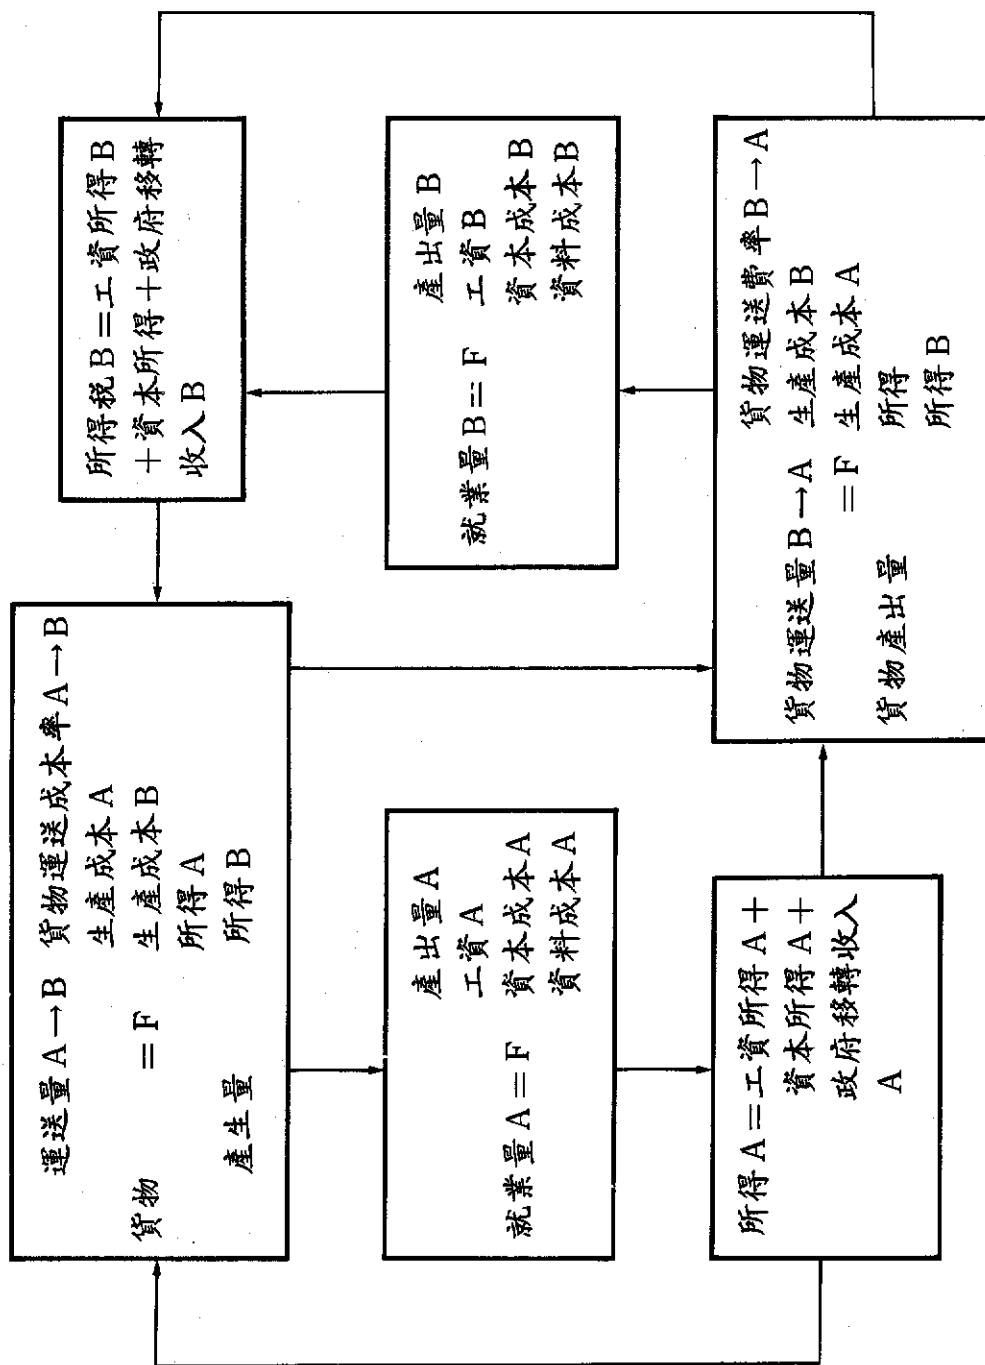 運送量A→B 貨物運送成本率A→B
生產成本A
貨物 =F 生產成本B
所得A
產生量 所得B
所得稅B=工資所得B
+資本所得+政府移轉
收入B
產出量A
工資A
就業量A=F 資本成本A
資料成本A
產出量B
就業量B=F 工資B
資本成本B
資料成本B
所得A=工資所得A+
資本所得A+
政府移轉收入
A
貨物運送費率B→A
貨物運送量B→A 生產成本B
=F 生產成本A
貨物產出量 所得
所得B